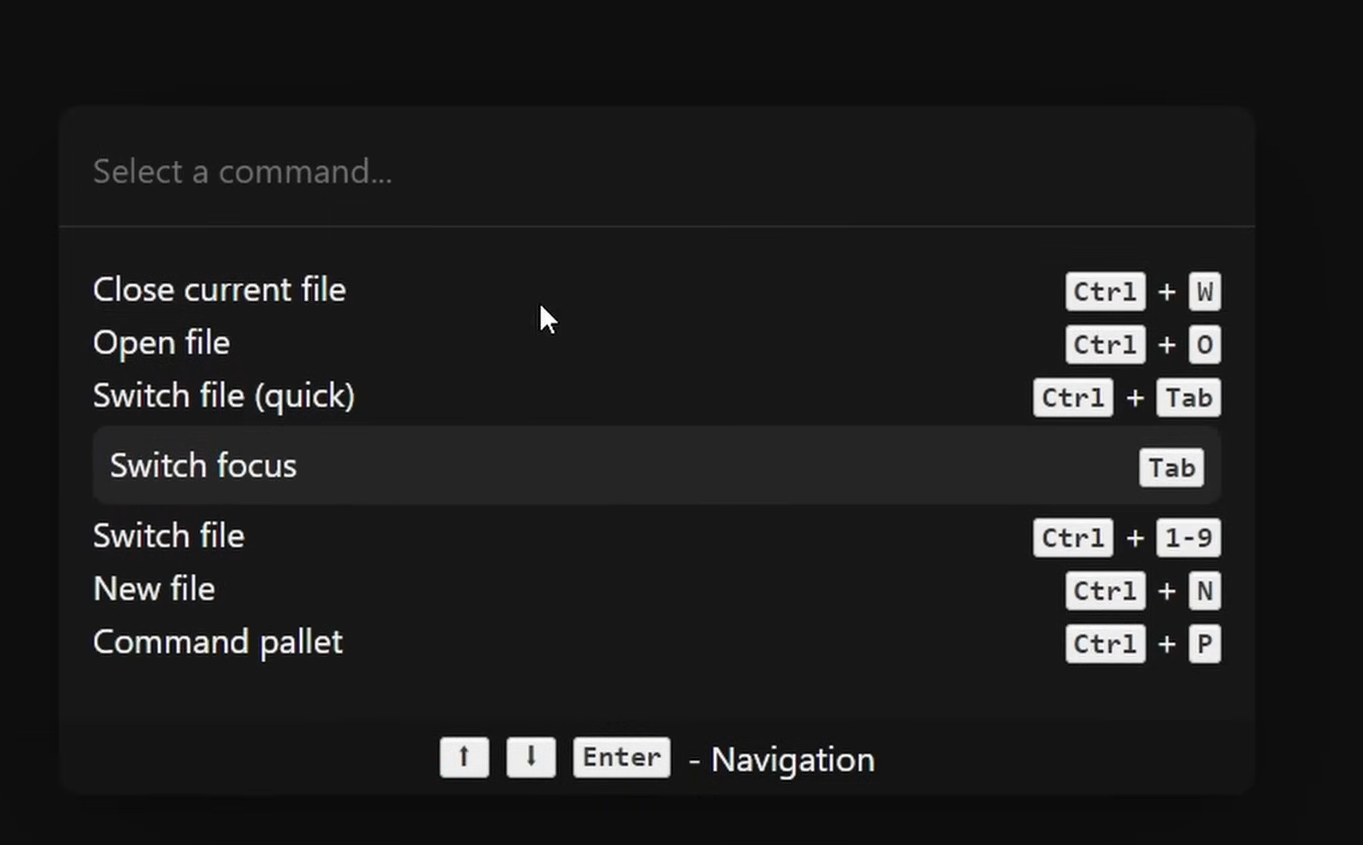 Select a command...
Close current file Ctrl + W
Open file Ctrl + O
Switch file (quick) Ctrl + Tab
Switch focus Tab
Switch file Ctrl + 1-9
New file Ctrl + N
Command pallet Ctrl + P
↑ ↓ Enter - Navigation